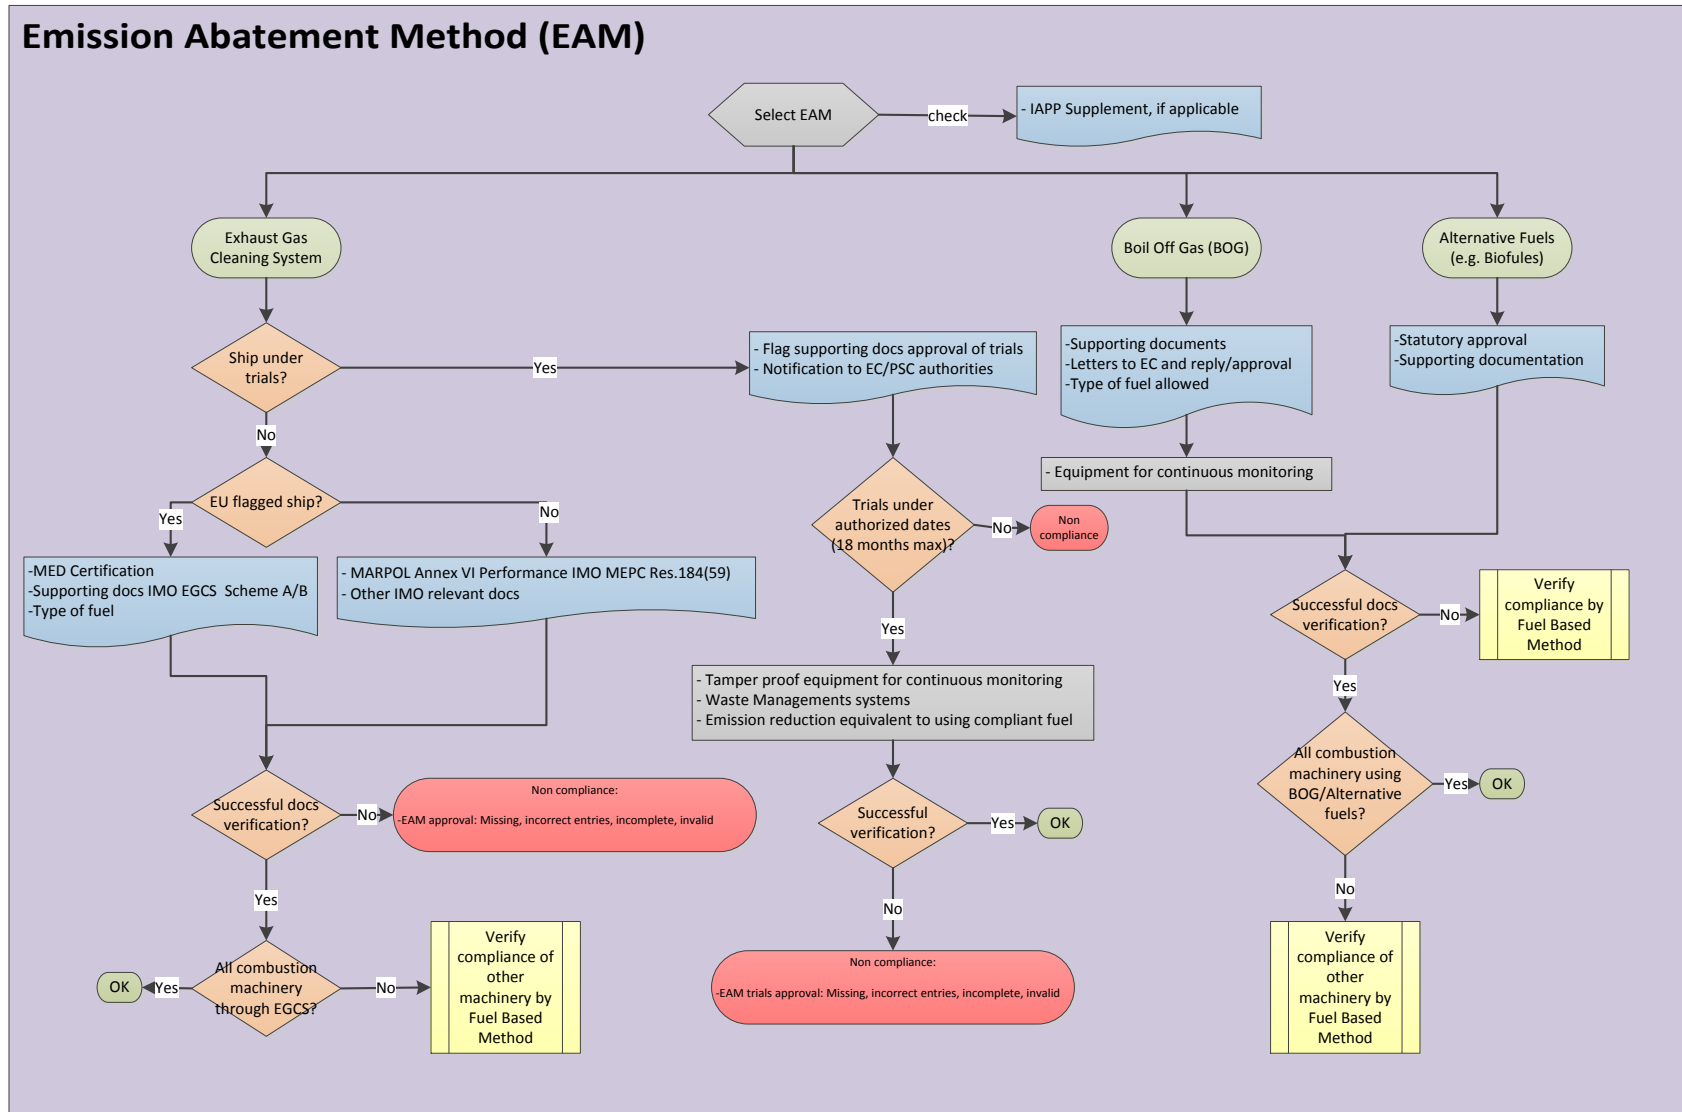 Emission Abatement Method (EAM)
Select EAM
check
- IAPP Supplement, if applicable
Exhaust Gas
Cleaning System
Boil Off Gas (BOG)
Alternative Fuels
(e.g. Biofules)
Ship under
trials?
Yes
- Flag supporting docs approval of trials
- Notification to EC/PSC authorities
-Supporting documents
-Letters to EC and reply/approval
-Type of fuel allowed
-Statutory approval
-Supporting documentation
No
- Equipment for continuous monitoring
EU flagged ship?
Yes
No
Trials under
authorized dates
(18 months max)?
No
Non
compliance
-MED Certification
-Supporting docs IMO EGCS  Scheme A/B
-Type of fuel
- MARPOL Annex VI Performance IMO MEPC Res.184(59)
- Other IMO relevant docs
Successful docs
verification?
No
Verify
compliance by
Fuel Based
Method
Yes
- Tamper proof equipment for continuous monitoring
- Waste Managements systems
- Emission reduction equivalent to using compliant fuel
Yes
All combustion
machinery using
BOG/Alternative
fuels?
Yes
OK
Successful docs
verification?
No
Non compliance:
-EAM approval: Missing, incorrect entries, incomplete, invalid
Successful
verification?
Yes
OK
Yes
No
No
All combustion
machinery
through EGCS?
Yes
OK
No
Verify
compliance of
other
machinery by
Fuel Based
Method
Non compliance:
-EAM trials approval: Missing, incorrect entries, incomplete, invalid
Verify
compliance of
other
machinery by
Fuel Based
Method